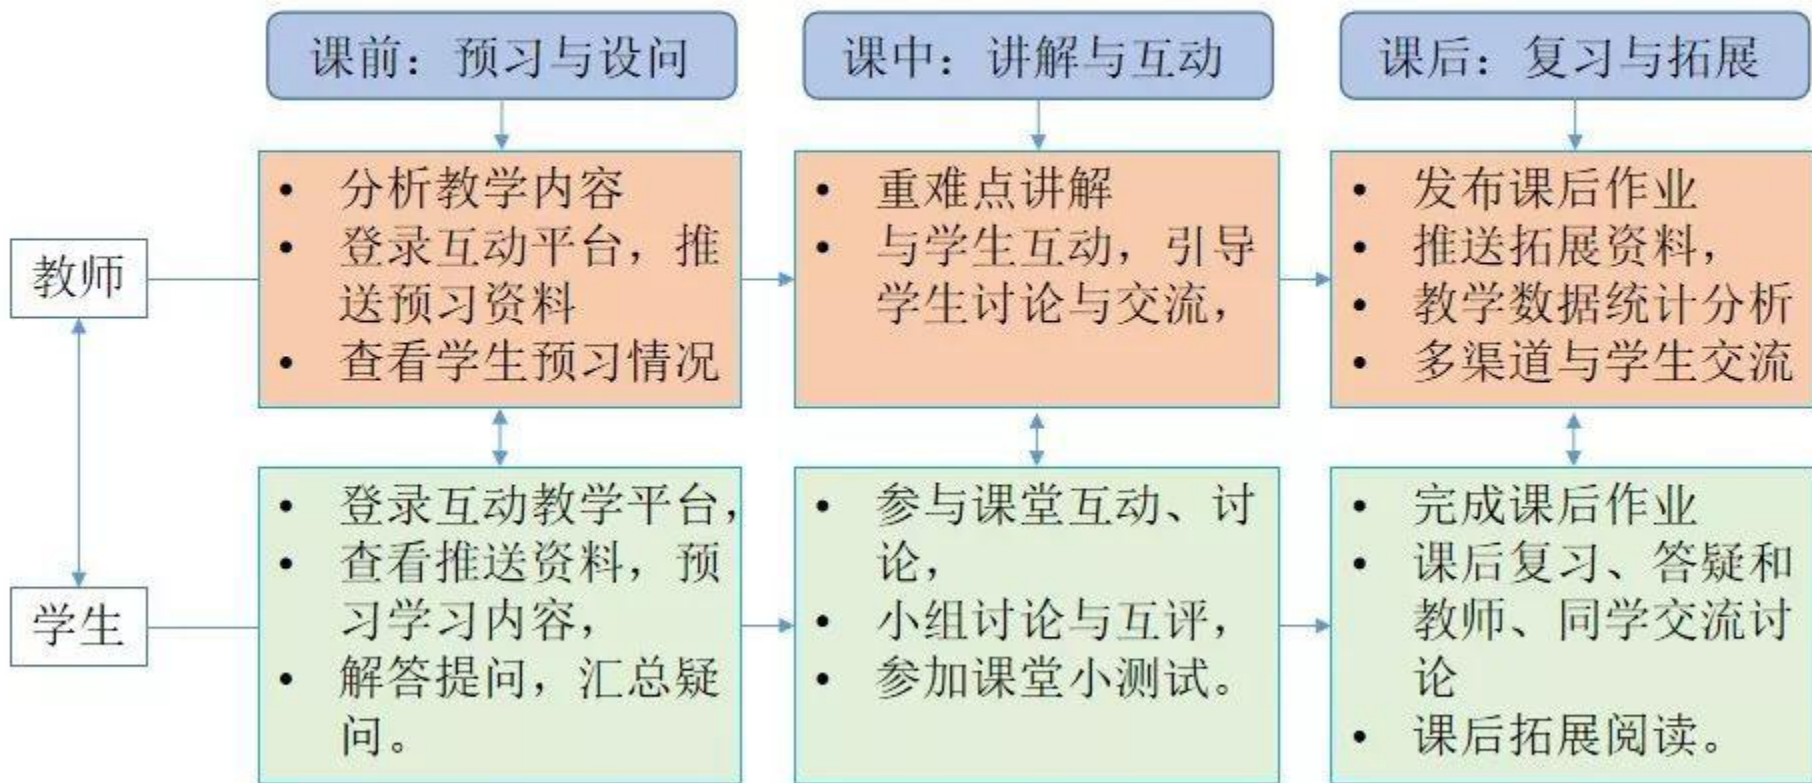 课前：预习与设问
课中：讲解与互动
课后：复习与拓展
教师
• 分析教学内容
• 登录互动平台，推
送预习资料
• 查看学生预习情况
• 重难点讲解
• 与学生互动，引导
学生讨论与交流，
• 发布课后作业
• 推送拓展资料，
• 教学数据统计分析
• 多渠道与学生交流
学生
• 登录互动教学平台，
• 查看推送资料，预
习学习内容，
• 解答提问，汇总疑
问。
• 参与课堂互动、讨
论，
• 小组讨论与互评，
• 参加课堂小测试。
• 完成课后作业
• 课后复习、答疑和
教师、同学交流讨
论
• 课后拓展阅读。